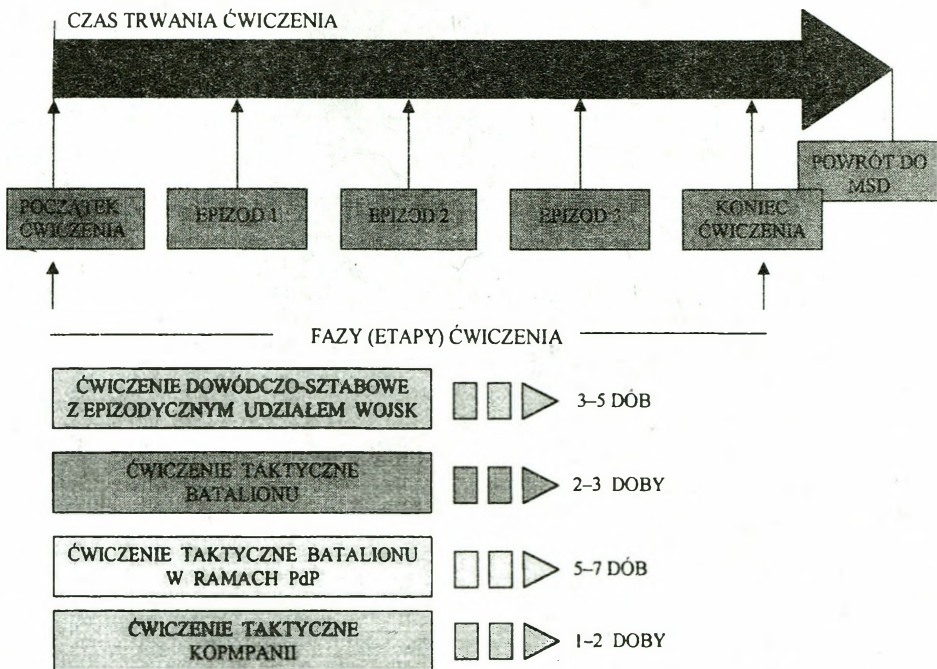 CZAS TRWANIA ĆWICZENIA
POWRÓT DO
MSD
POCZĄTEK
ĆWICZENIA
EPIZOD 1
EPIZOD 2
EPIZOD 3
KONIEC
ĆWICZENIA
FAZY (ETAPY) ĆWICZENIA
ĆWICZENIE DOWÓDCZO-SZTABOWE
Z EPIZODYCZNYM UDZIAŁEM WOJSK
3–5 DÓB
ĆWICZENIE TAKTYCZNE
BATALIONU
2–3 DOBY
ĆWICZENIE TAKTYCZNE BATALIONU
W RAMACH PdP
5–7 DÓB
ĆWICZENIE TAKTYCZNE
KOPMPANII
1–2 DOBY